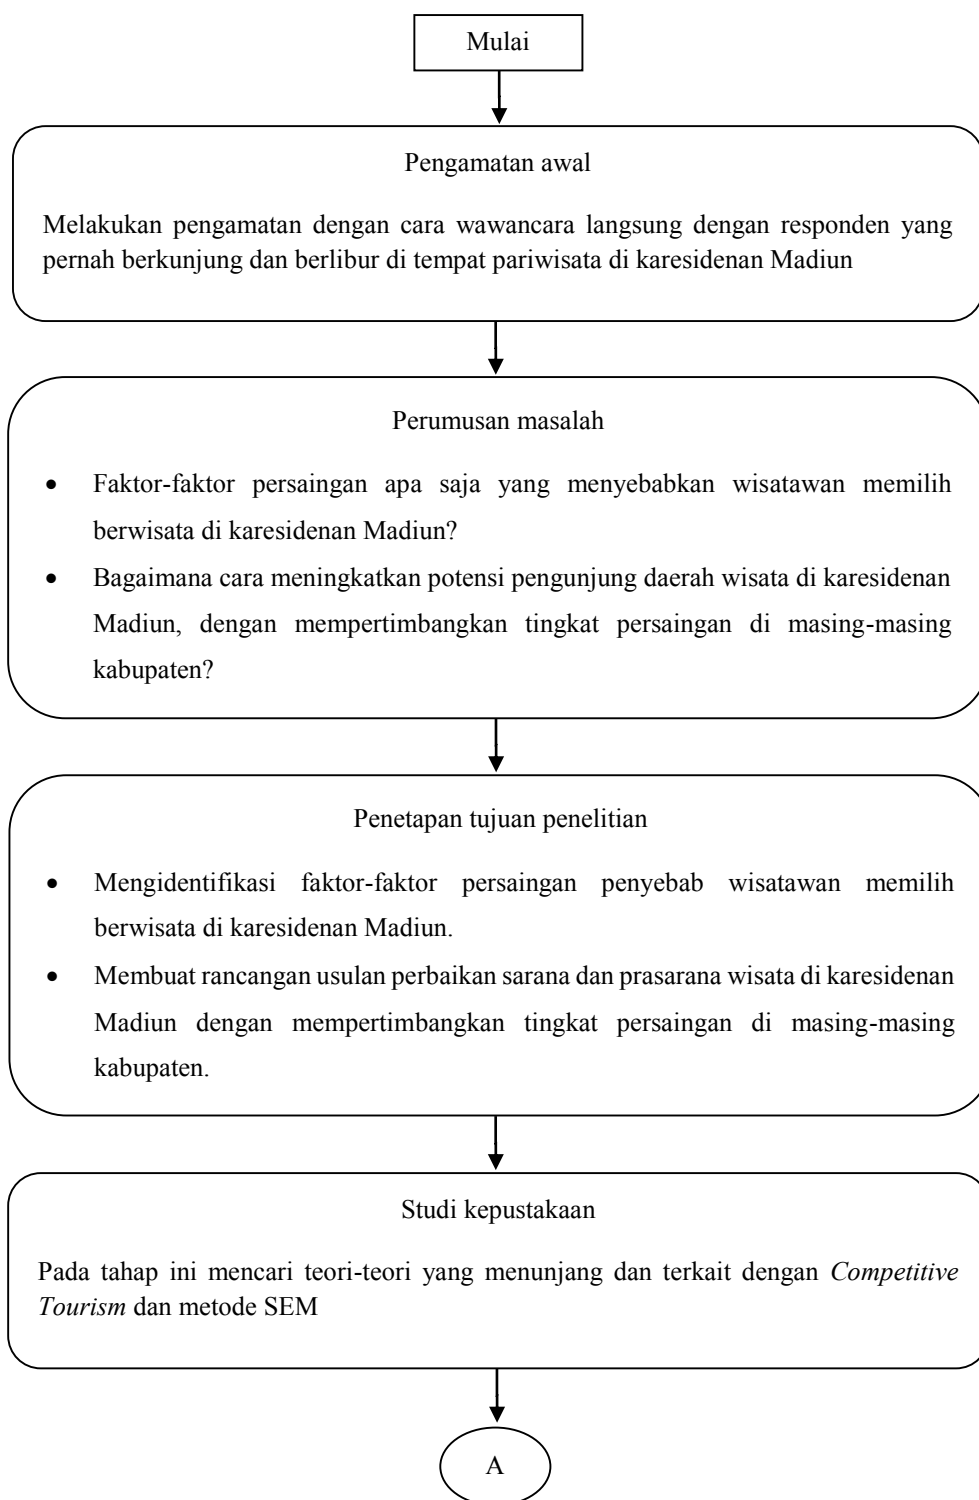 Mulai
Pengamatan awal
Melakukan pengamatan dengan cara wawancara langsung dengan responden yang
pernah berkunjung dan berlibur di tempat pariwisata di karesidenan Madiun
Perumusan masalah
• Faktor-faktor persaingan apa saja yang menyebabkan wisatawan memilih
berwisata di karesidenan Madiun?
• Bagaimana cara meningkatkan potensi pengunjung daerah wisata di karesidenan
Madiun, dengan mempertimbangkan tingkat persaingan di masing-masing
kabupaten?
Penetapan tujuan penelitian
• Mengidentifikasi faktor-faktor persaingan penyebab wisatawan memilih
berwisata di karesidenan Madiun.
• Membuat rancangan usulan perbaikan sarana dan prasarana wisata di karesidenan
Madiun dengan mempertimbangkan tingkat persaingan di masing-masing
kabupaten.
Studi kepustakaan
Pada tahap ini mencari teori-teori yang menunjang dan terkait dengan Competitive
Tourism dan metode SEM
A